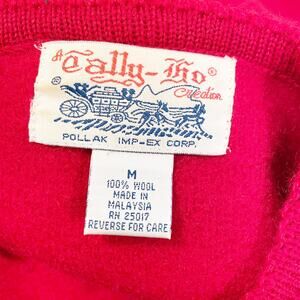 A Tally-Ho
Creation
POLLAK IMP-EX CORP.
M
100% WOOL
MADE IN
MALAYSIA
RN 25017
REVERSE FOR CARE